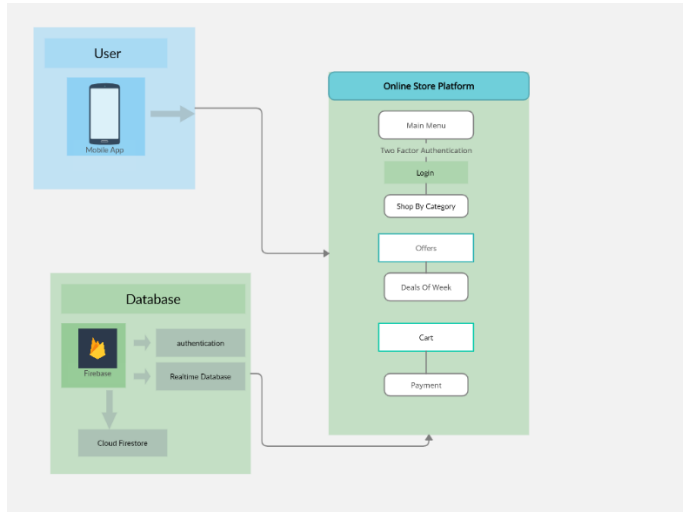 User
Mobile App
Online Store Platform
Main Menu
Two Factor Authentication
Login
Shop By Category
Offers
Deals Of Week
Cart
Payment
Database
Firebase
authentication
Realtime Database
Cloud Firestore